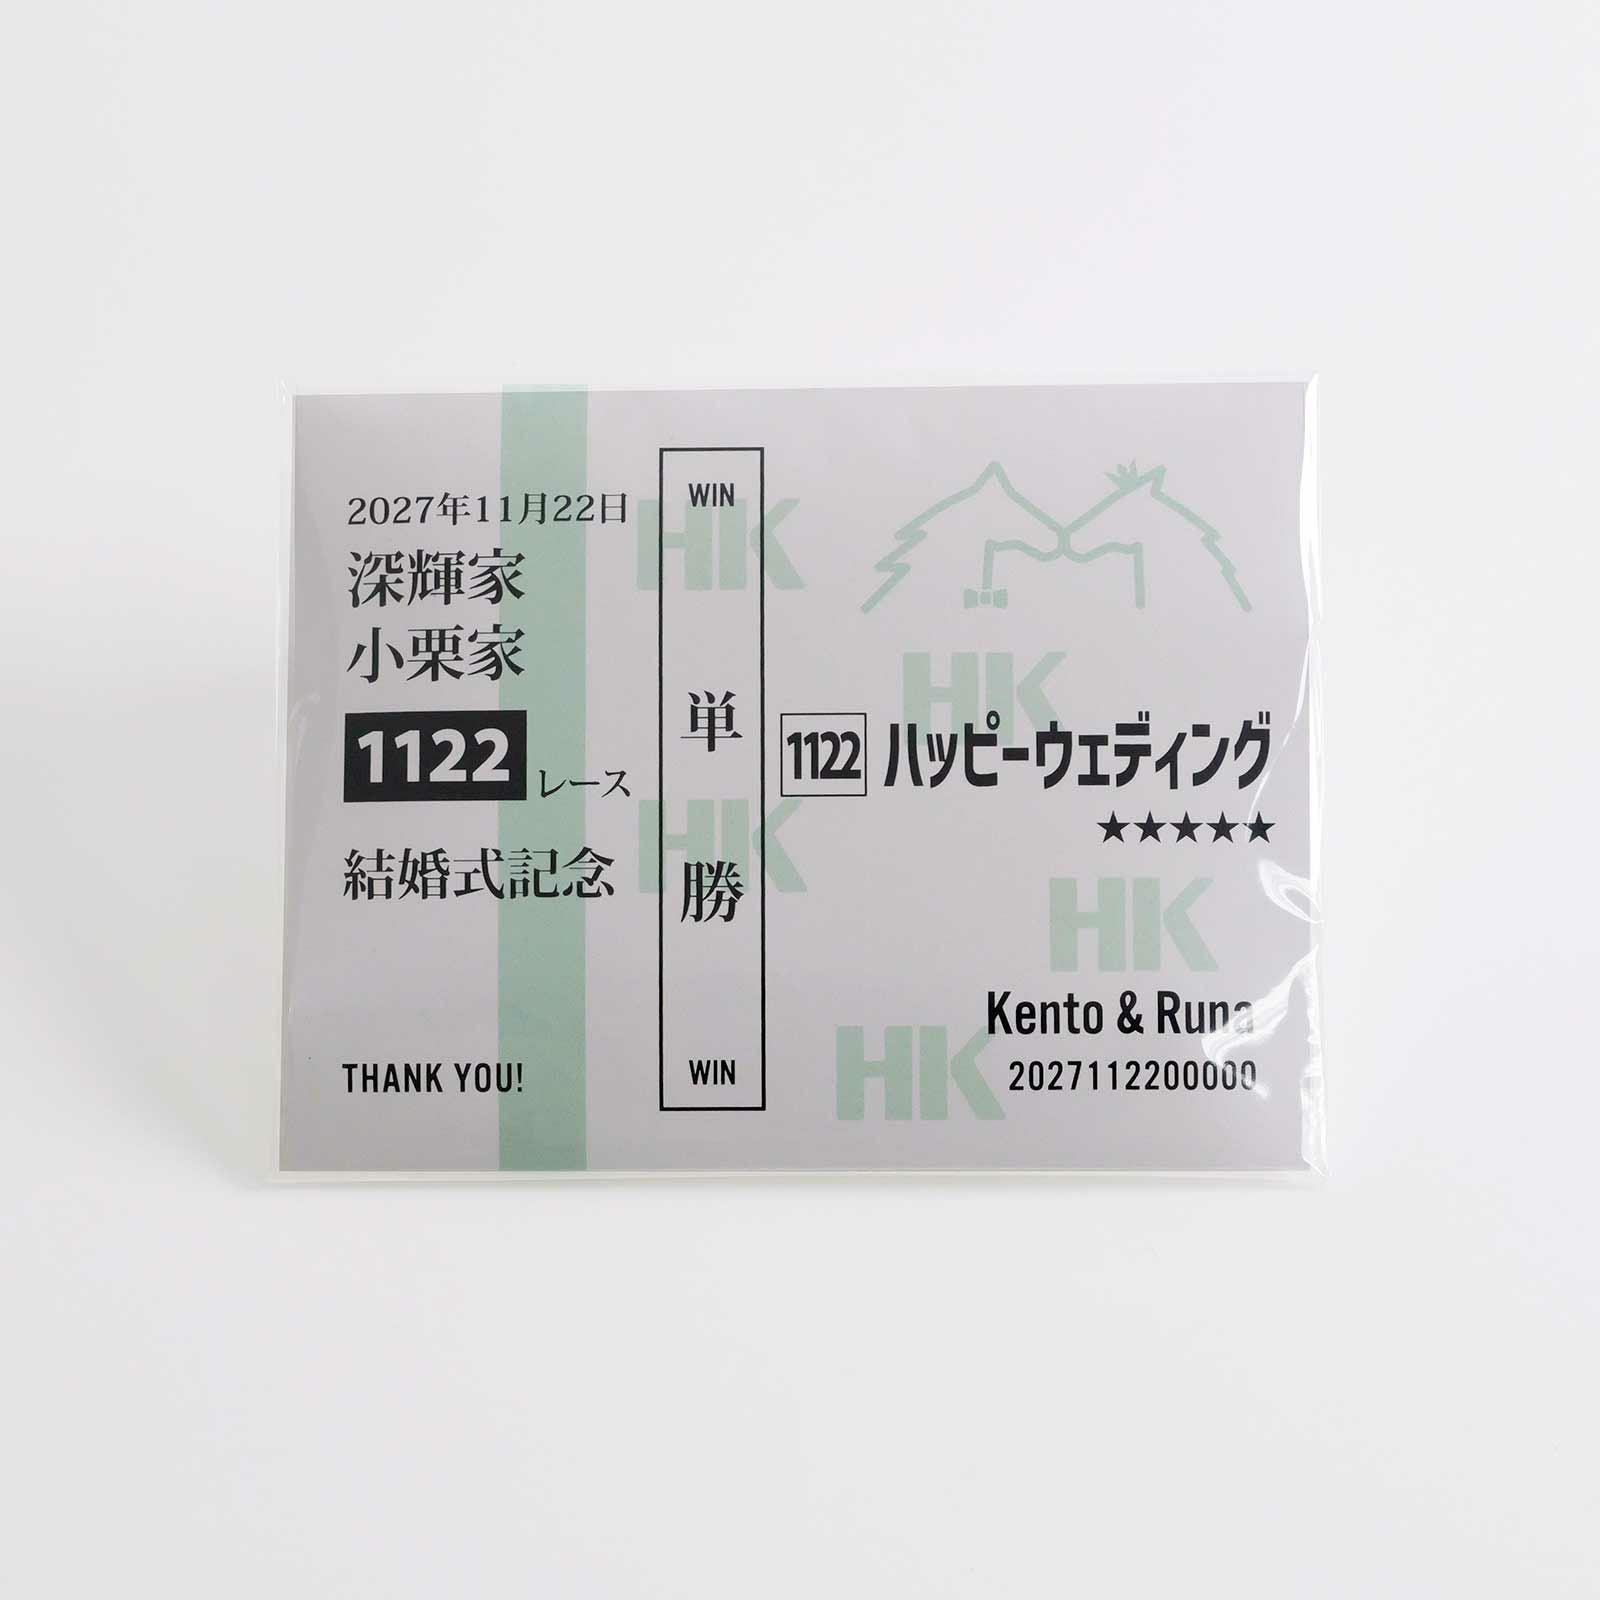 2027年11月22日
深輝家
小栗家
1122 レース
結婚式記念
THANK YOU!
WIN
単勝
WIN
1122 ハッピーウェディング
★★★★★
Kento & Runa
2027112200000
HK
HK
HK
HK
HK